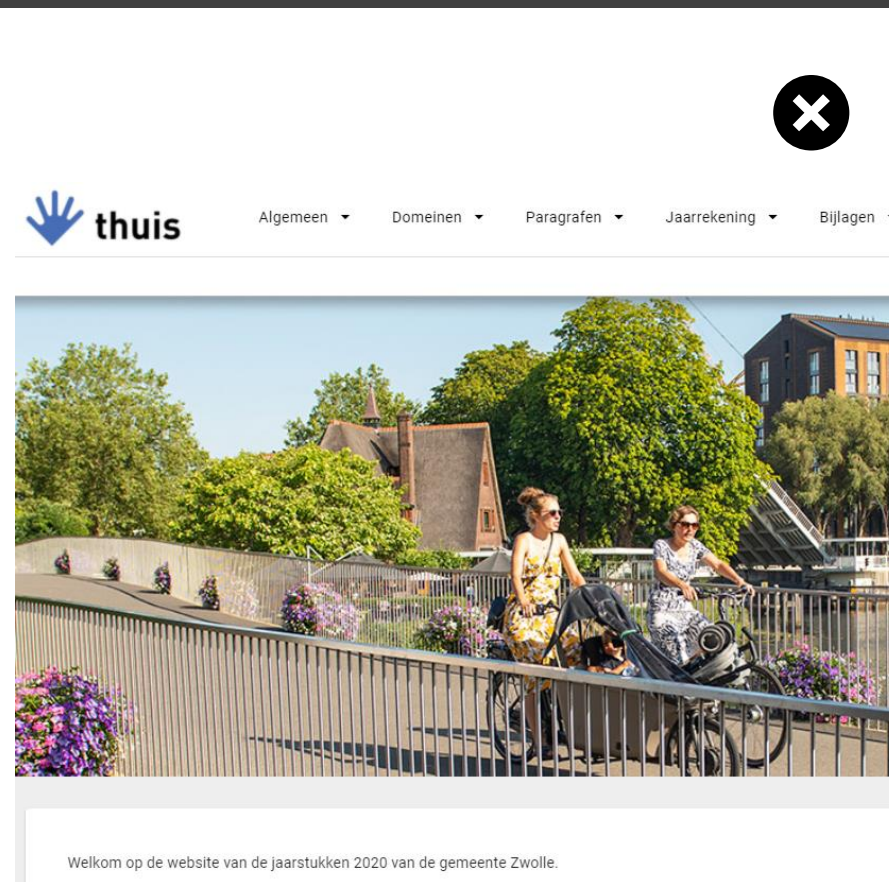 thuis
Algemeen Domeinen Paragrafen Jaarrekening Bijlagen
Welkom op de website van de jaarstukken 2020 van de gemeente Zwolle.